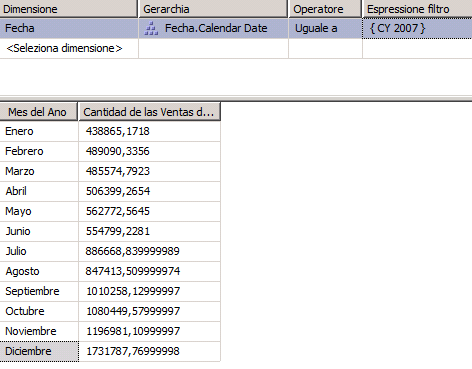 Dimensione Gerarchia Operatore Espressione filtro
Fecha Fecha.Calendar Date Uguale a { CY 2007 }
<Seleziona dimensione>
Mes del Ano Cantidad de las Ventas d...
Enero 438865,1718
Febrero 489090,3356
Marzo 485574,7923
Abril 506399,2654
Mayo 562772,5645
Junio 554799,2281
Julio 886668,839999989
Agosto 847413,509999974
Septiembre 1010258,12999997
Octubre 1080449,57999997
Noviembre 1196981,10999997
Diciembre 1731787,76999998